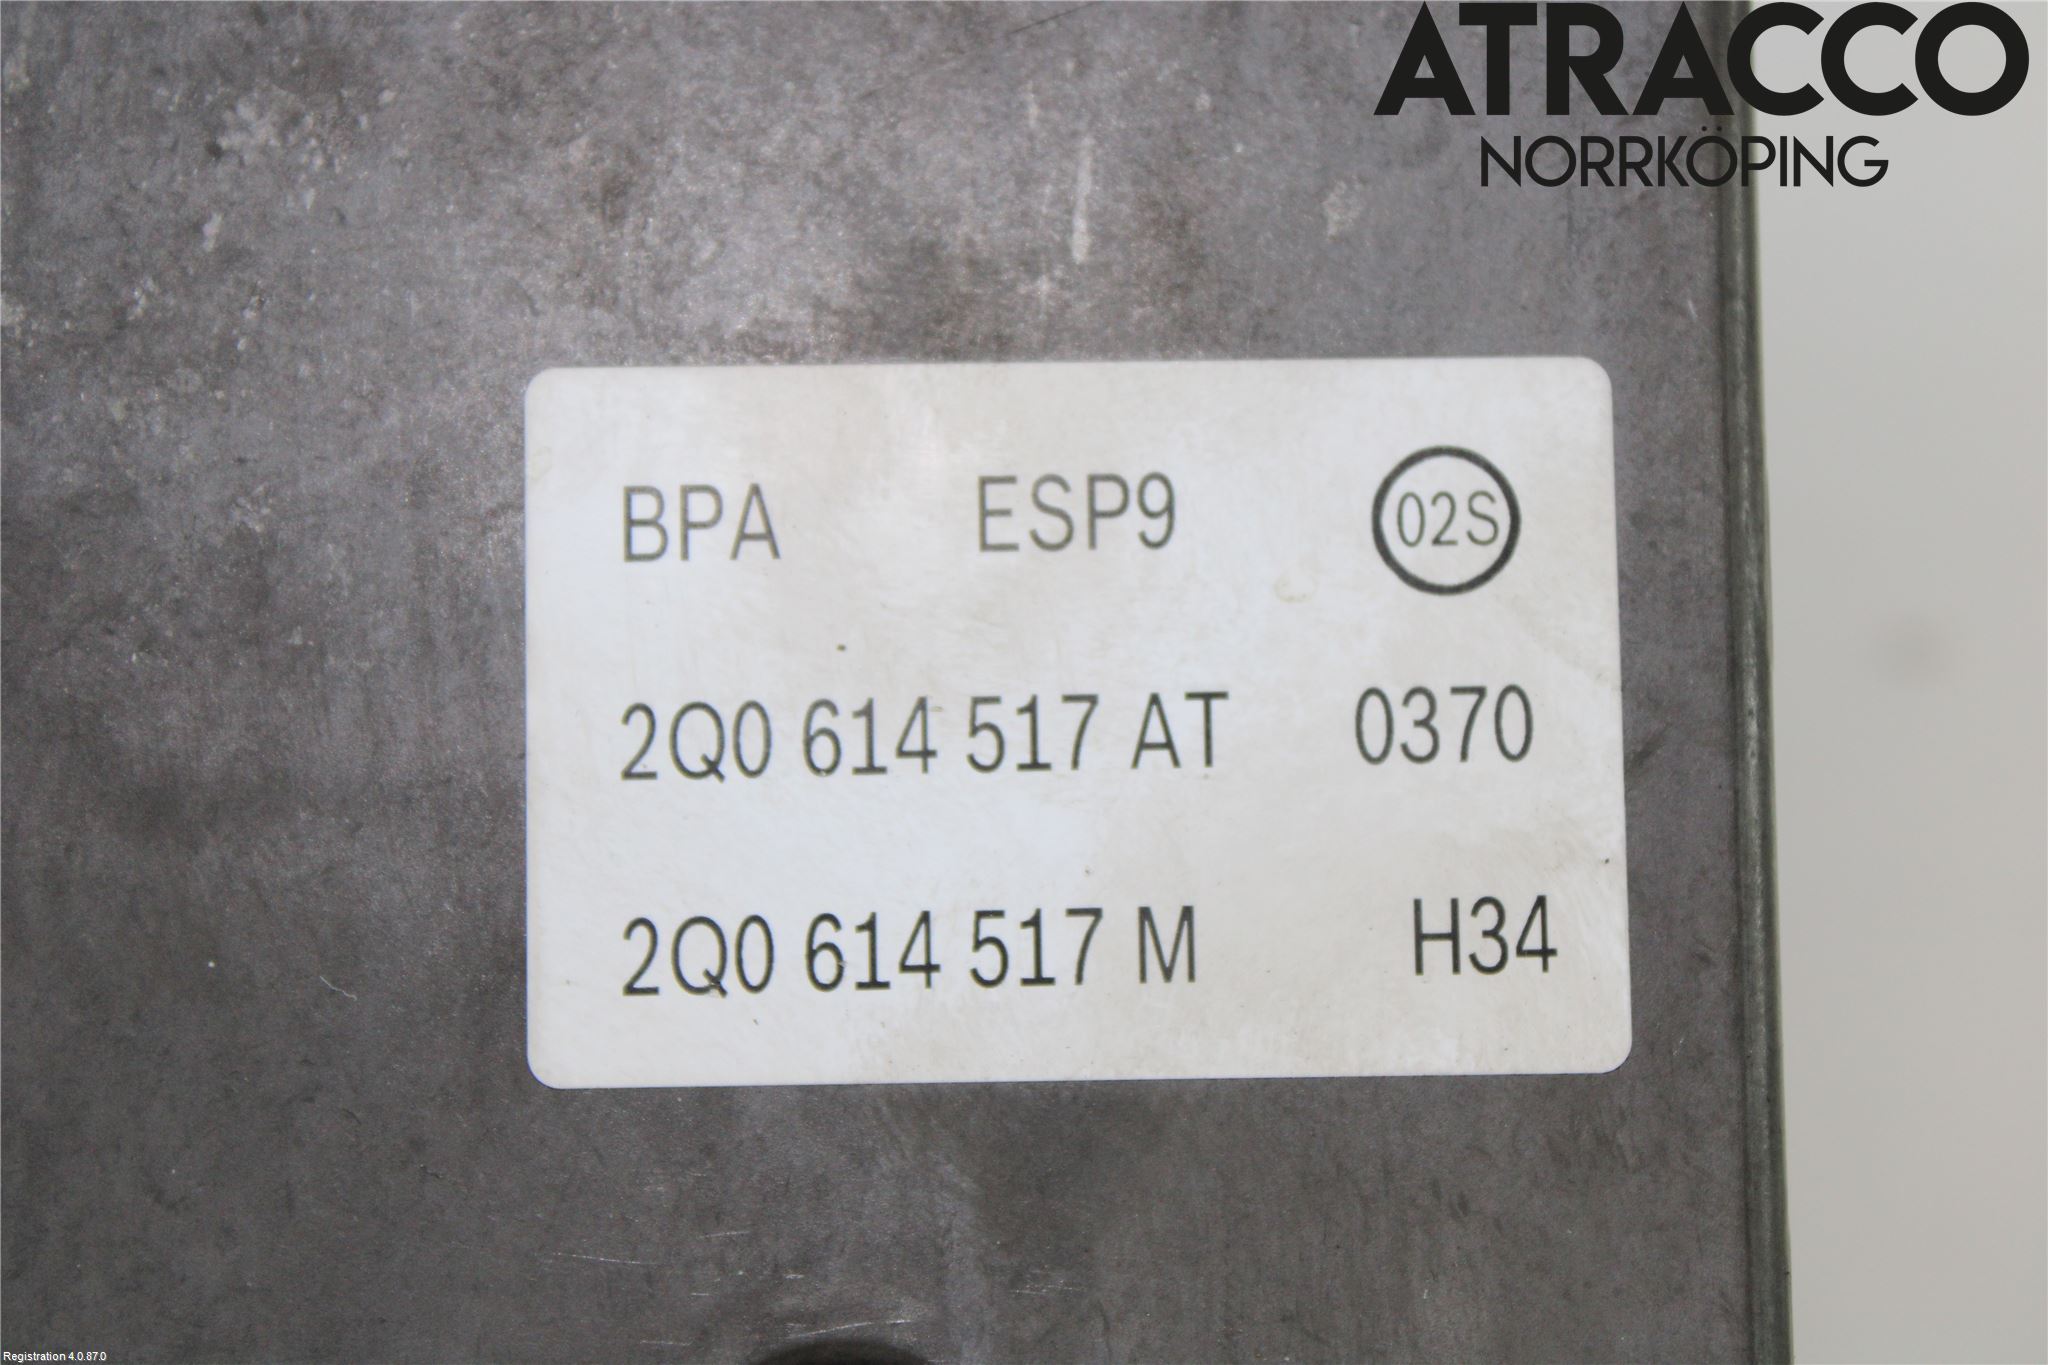 ATRACCO
NORRKÖPING
BPA ESP9 02S
2Q0 614 517 AT 0370
2Q0 614 517 M H34
Registration 4.0.87.0